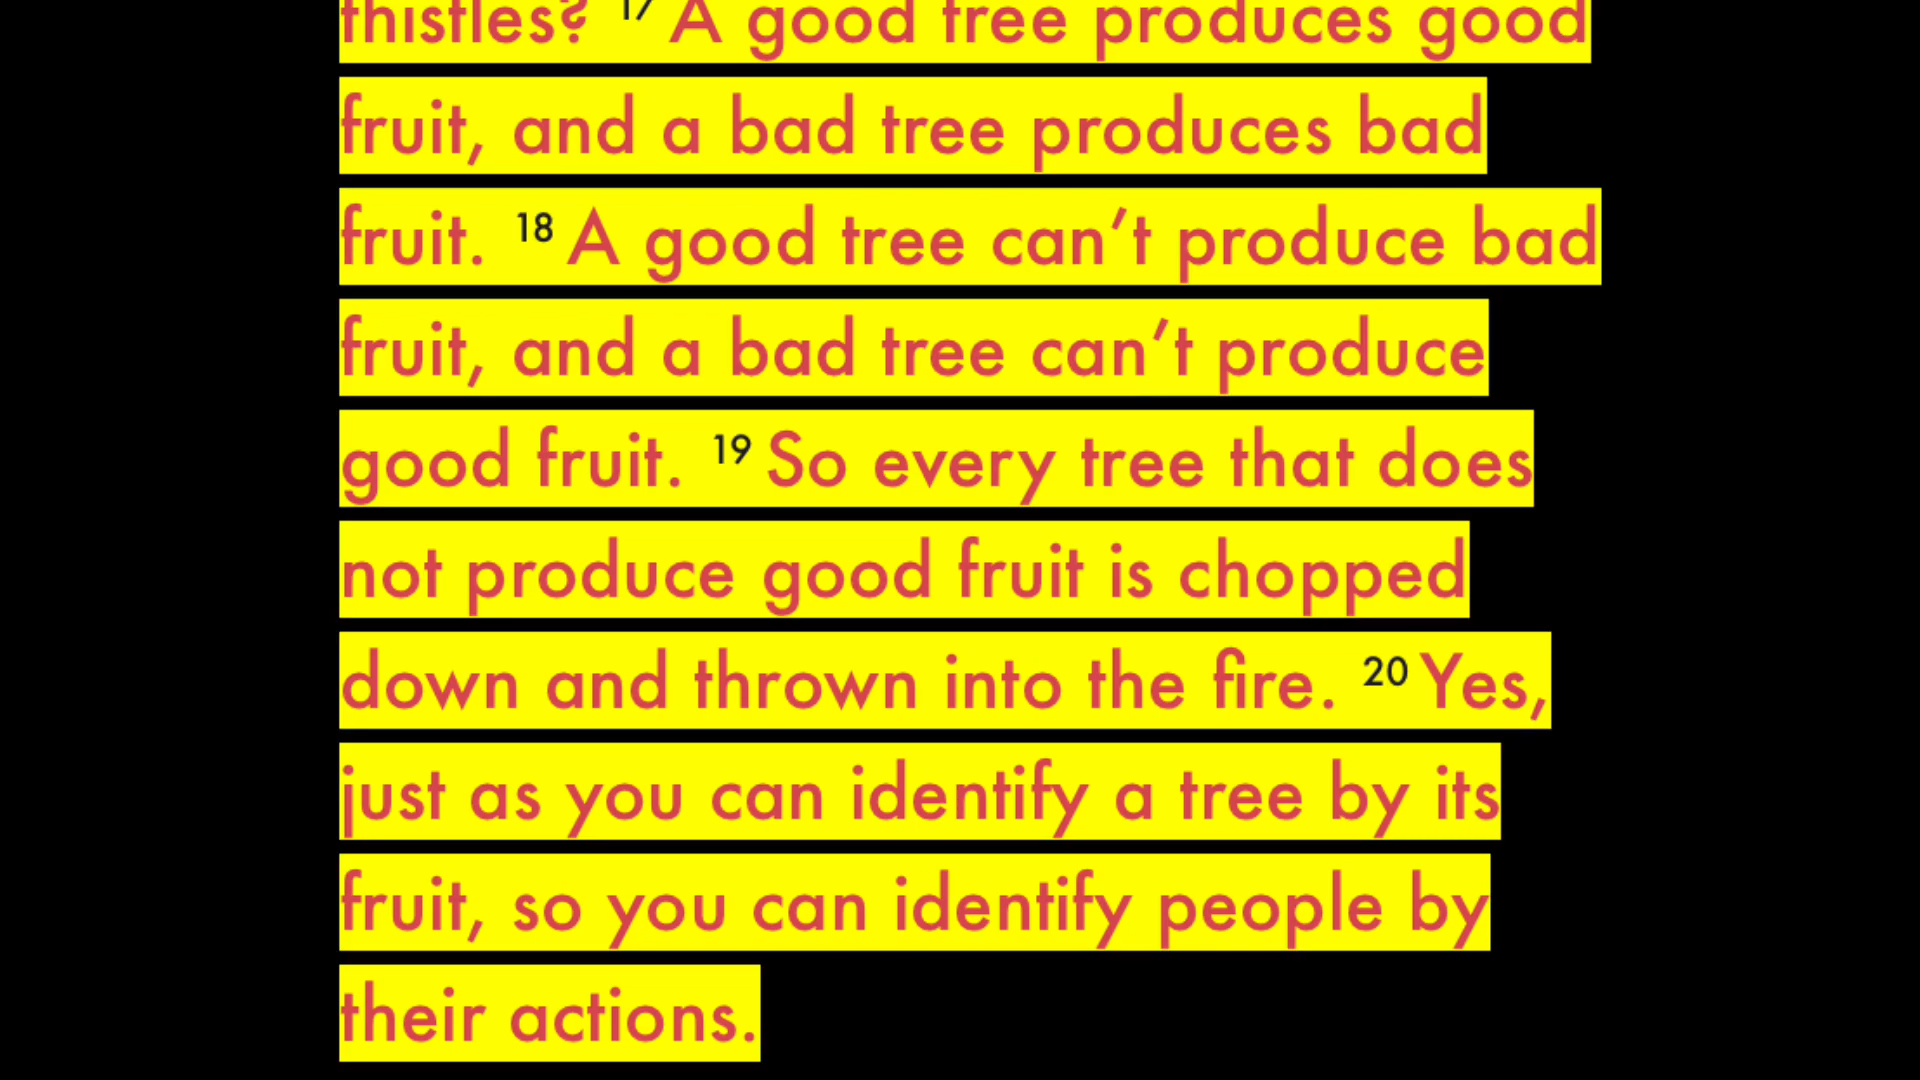 thistles? 17 A good tree produces good
fruit, and a bad tree produces bad
fruit. 18 A good tree can’t produce bad
fruit, and a bad tree can’t produce
good fruit. 19 So every tree that does
not produce good fruit is chopped
down and thrown into the fire. 20 Yes,
just as you can identify a tree by its
fruit, so you can identify people by
their actions.